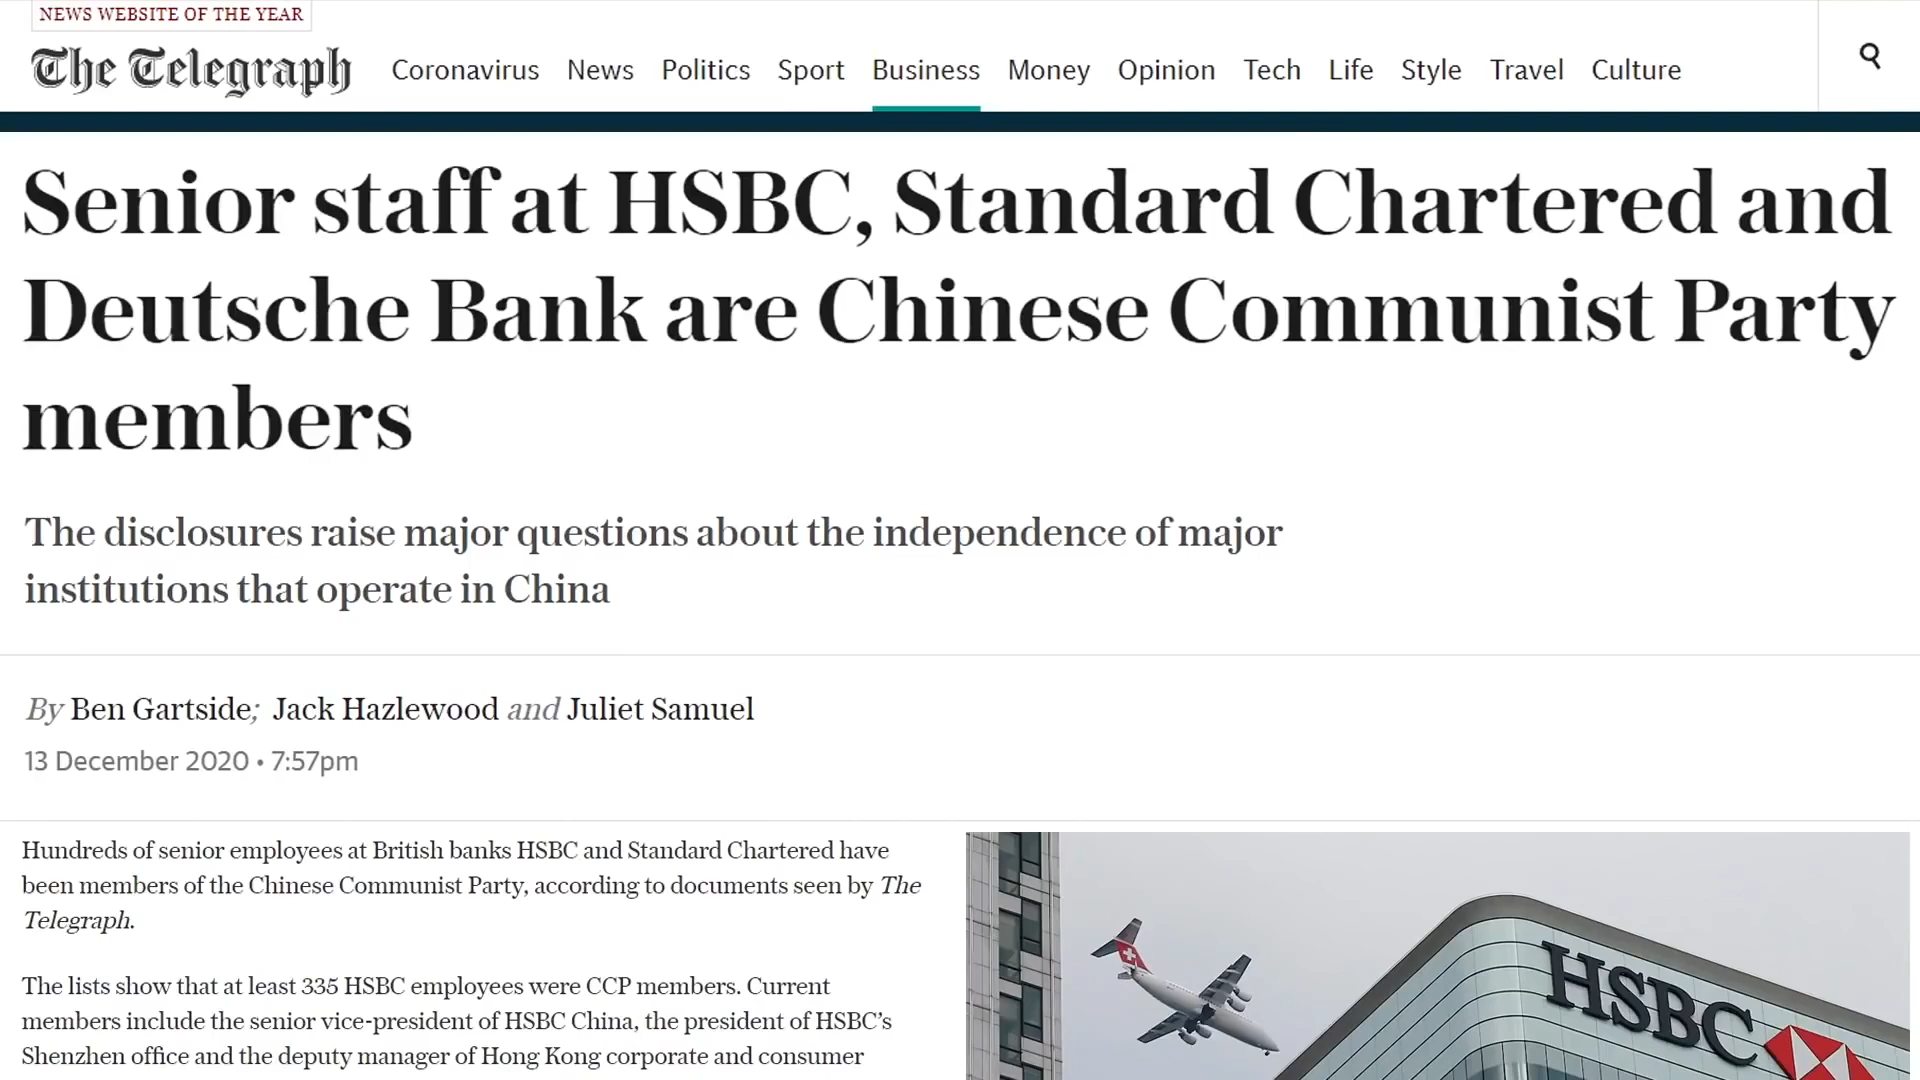 NEWS WEBSITE OF THE YEAR
The Telegraph
Coronavirus News Politics Sport Business Money Opinion Tech Life Style Travel Culture
Senior staff at HSBC, Standard Chartered and
Deutsche Bank are Chinese Communist Party
members
The disclosures raise major questions about the independence of major
institutions that operate in China
By Ben Gartside; Jack Hazlewood and Juliet Samuel
13 December 2020 • 7:57pm
Hundreds of senior employees at British banks HSBC and Standard Chartered have
been members of the Chinese Communist Party, according to documents seen by The
Telegraph.
The lists show that at least 335 HSBC employees were CCP members. Current
members include the senior vice-president of HSBC China, the president of HSBC’s
Shenzhen office and the deputy manager of Hong Kong corporate and consumer
HSBC